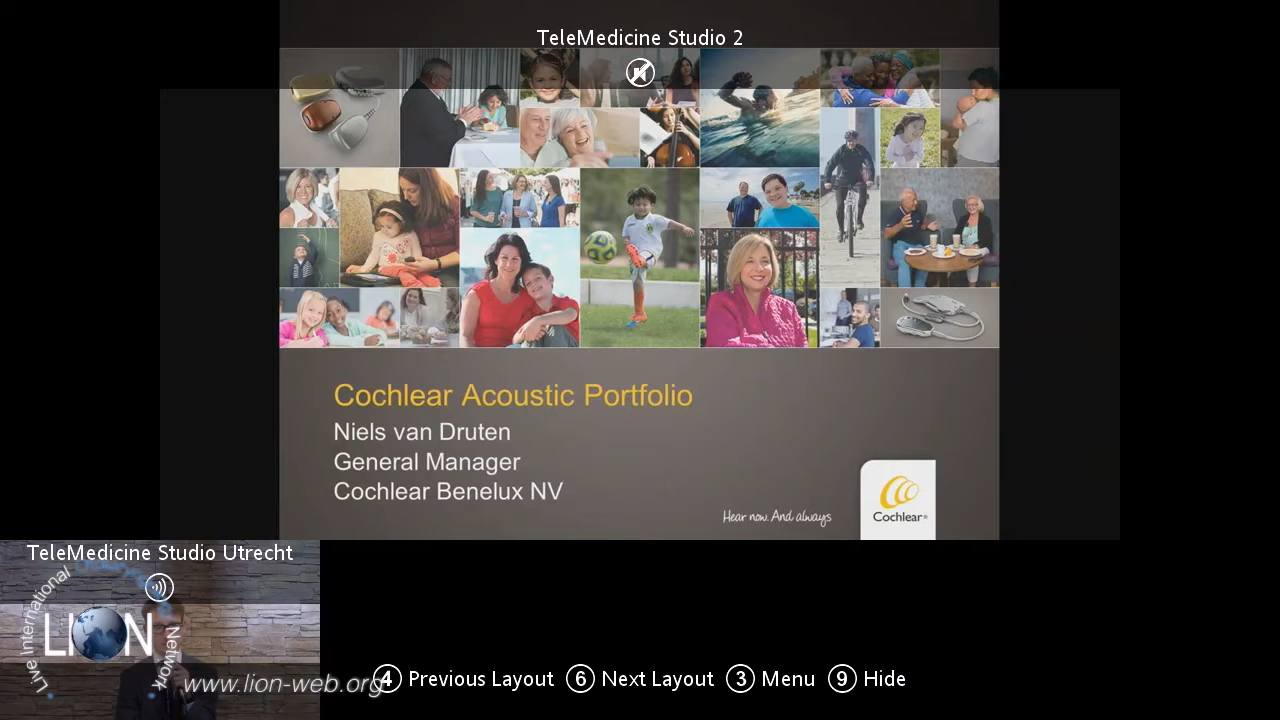 TeleMedicine Studio 2
Cochlear Acoustic Portfolio
Niels van Druten
General Manager
Cochlear Benelux NV
Hear now. And always
Cochlear®
TeleMedicine Studio Utrecht
Live International Otolaryngology Network
LION
www.lion-web.org
4 Previous Layout 6 Next Layout 3 Menu 9 Hide